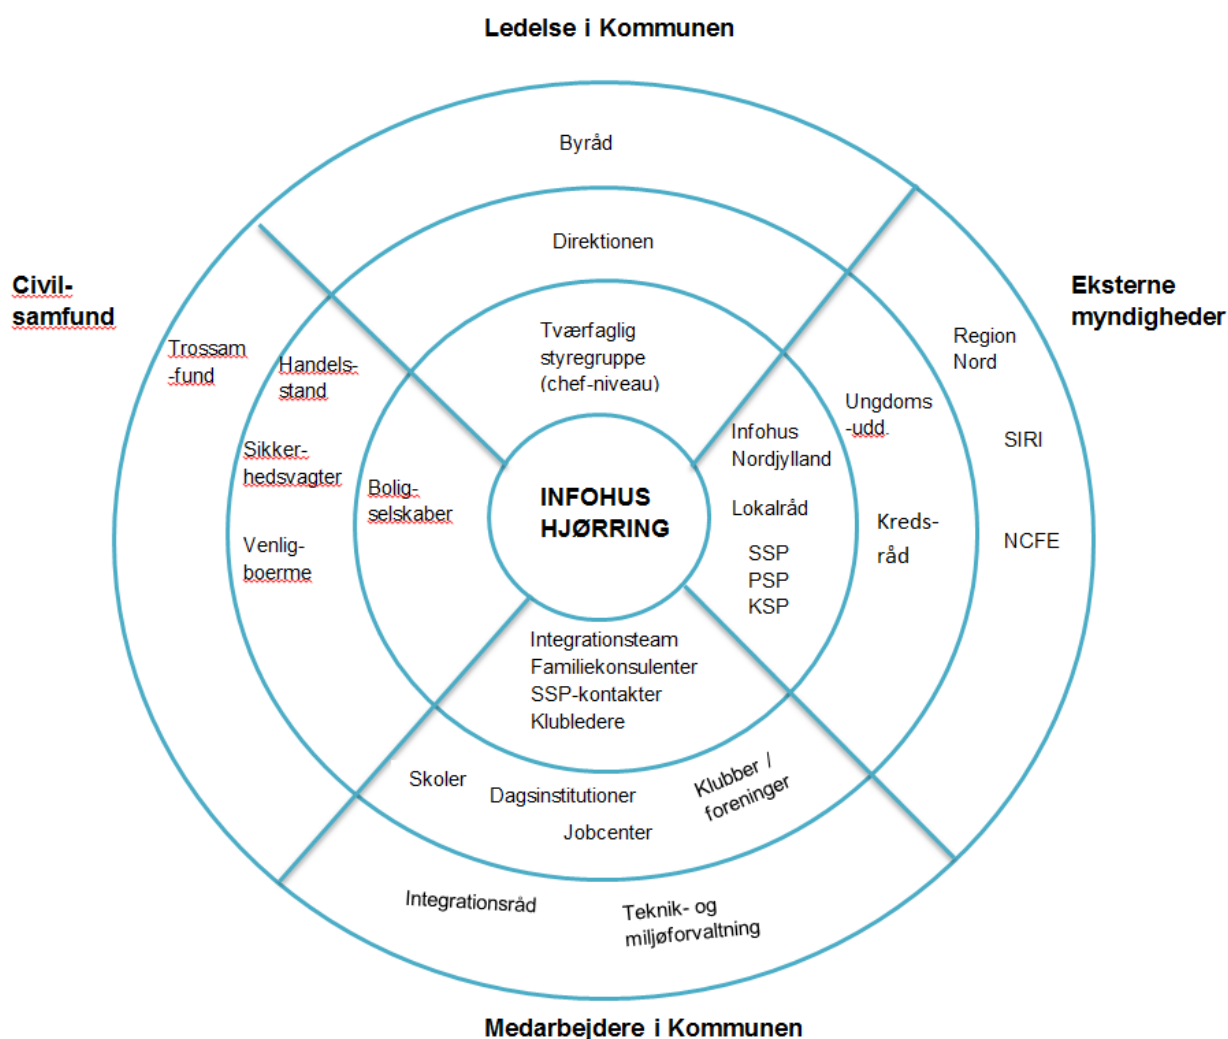 Ledelse i Kommunen
Byråd
Direktionen
Tværfaglig
styregruppe
(chef-niveau)
Civil-
samfund
Trossam
-fund
Handels-
stand
Sikker-
hedsvagter
Venlig-
boerme
Bolig-
selskaber
INFOHUS
HJØRRING
Eksterne
myndigheder
Region
Nord
SIRI
NCFE
Ungdoms
-udd.
Kreds-
råd
Infohus
Nordjylland
Lokalråd
SSP
PSP
KSP
Integrationsteam
Familiekonsulenter
SSP-kontakter
Klubledere
Skoler
Dagsinstitutioner
Jobcenter
Klubber /
foreninger
Integrationsråd
Teknik- og
miljøforvaltning
Medarbejdere i Kommunen